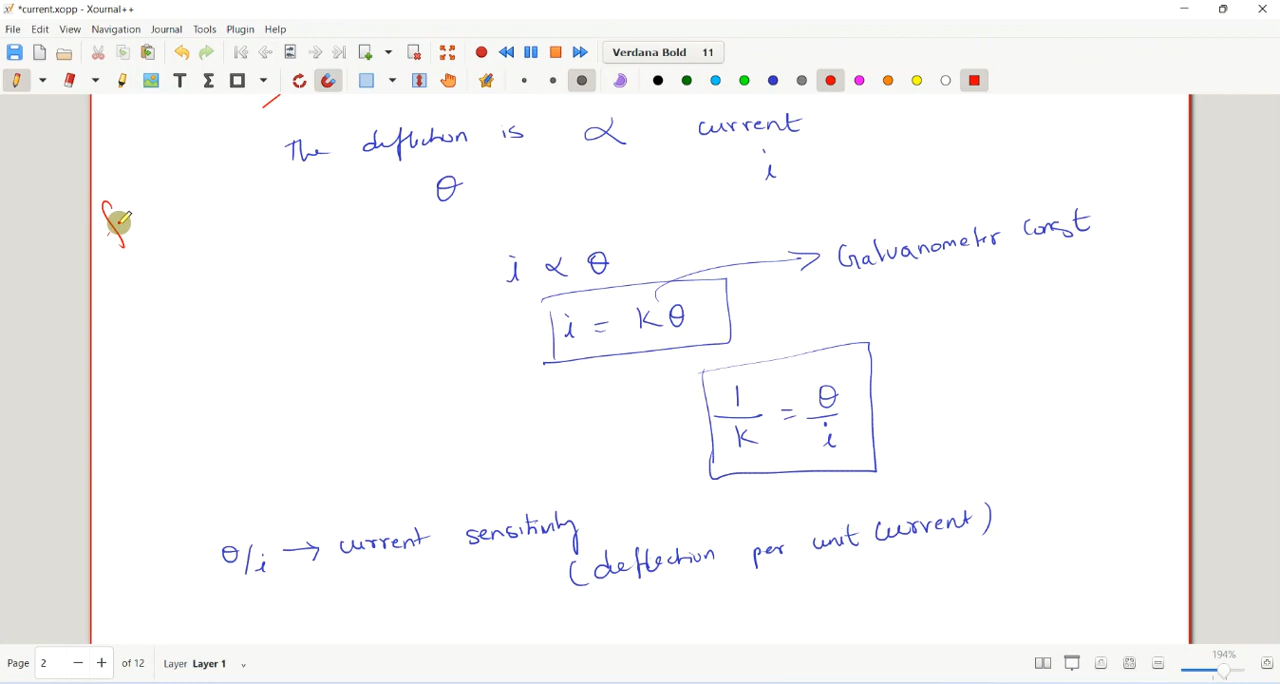 *current.xopp - Xournal++
File Edit View Navigation Journal Tools Plugin Help
Verdana Bold 11
The deflection is ∝ current
θ i
i ∝ θ
Galvanometer const
i = kθ
1/k = θ/i
θ/i → current sensitivity
(deflection per unit current)
Page 2 of 12 Layer Layer 1 194%